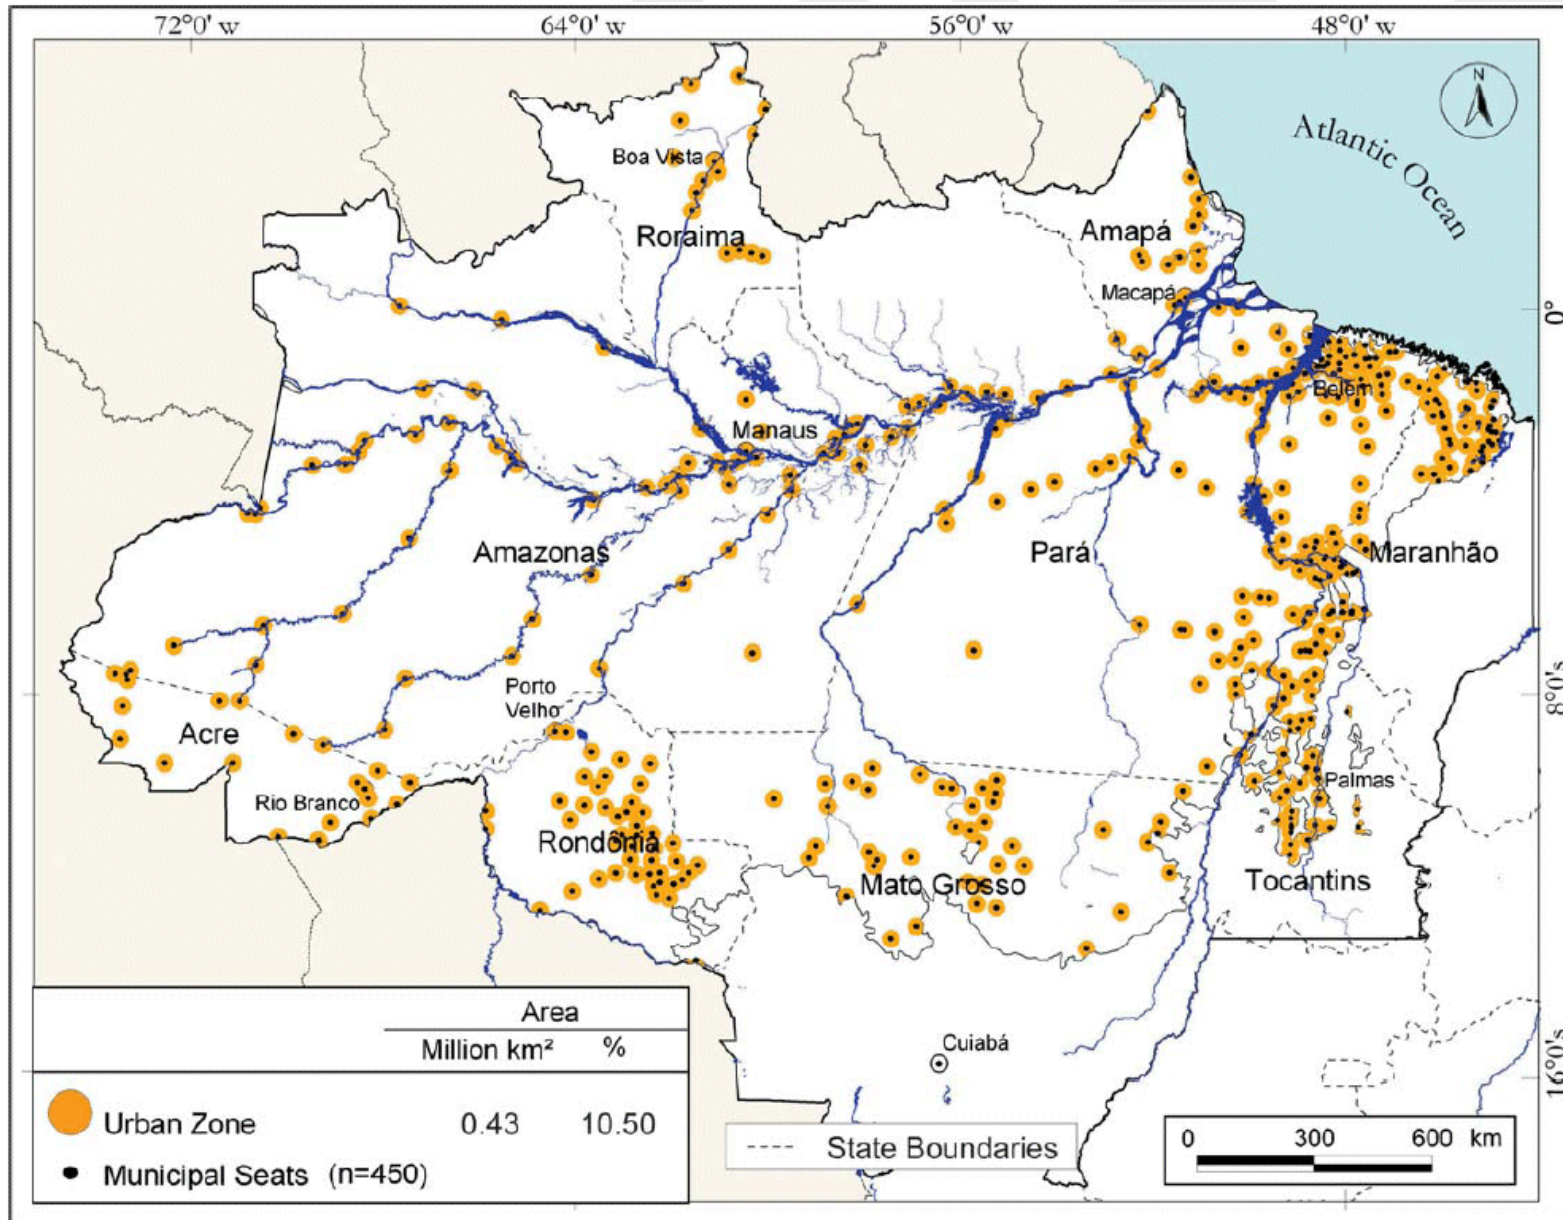 72°0' w
64°0' w
56°0' w
48°0' w
N
Atlantic Ocean
Boa Vista
Roraima
Amapá
Macapá
0°
Belém
Manaus
Amazonas
Pará
Maranhão
Porto
Velho
8°0's
Acre
Palmas
Rio Branco
Rondônia
Mato Grosso
Tocantins
Cuiabá
16°0's
Area
Million km² %
Urban Zone 0.43 10.50
Municipal Seats (n=450)
State Boundaries
0 300 600 km